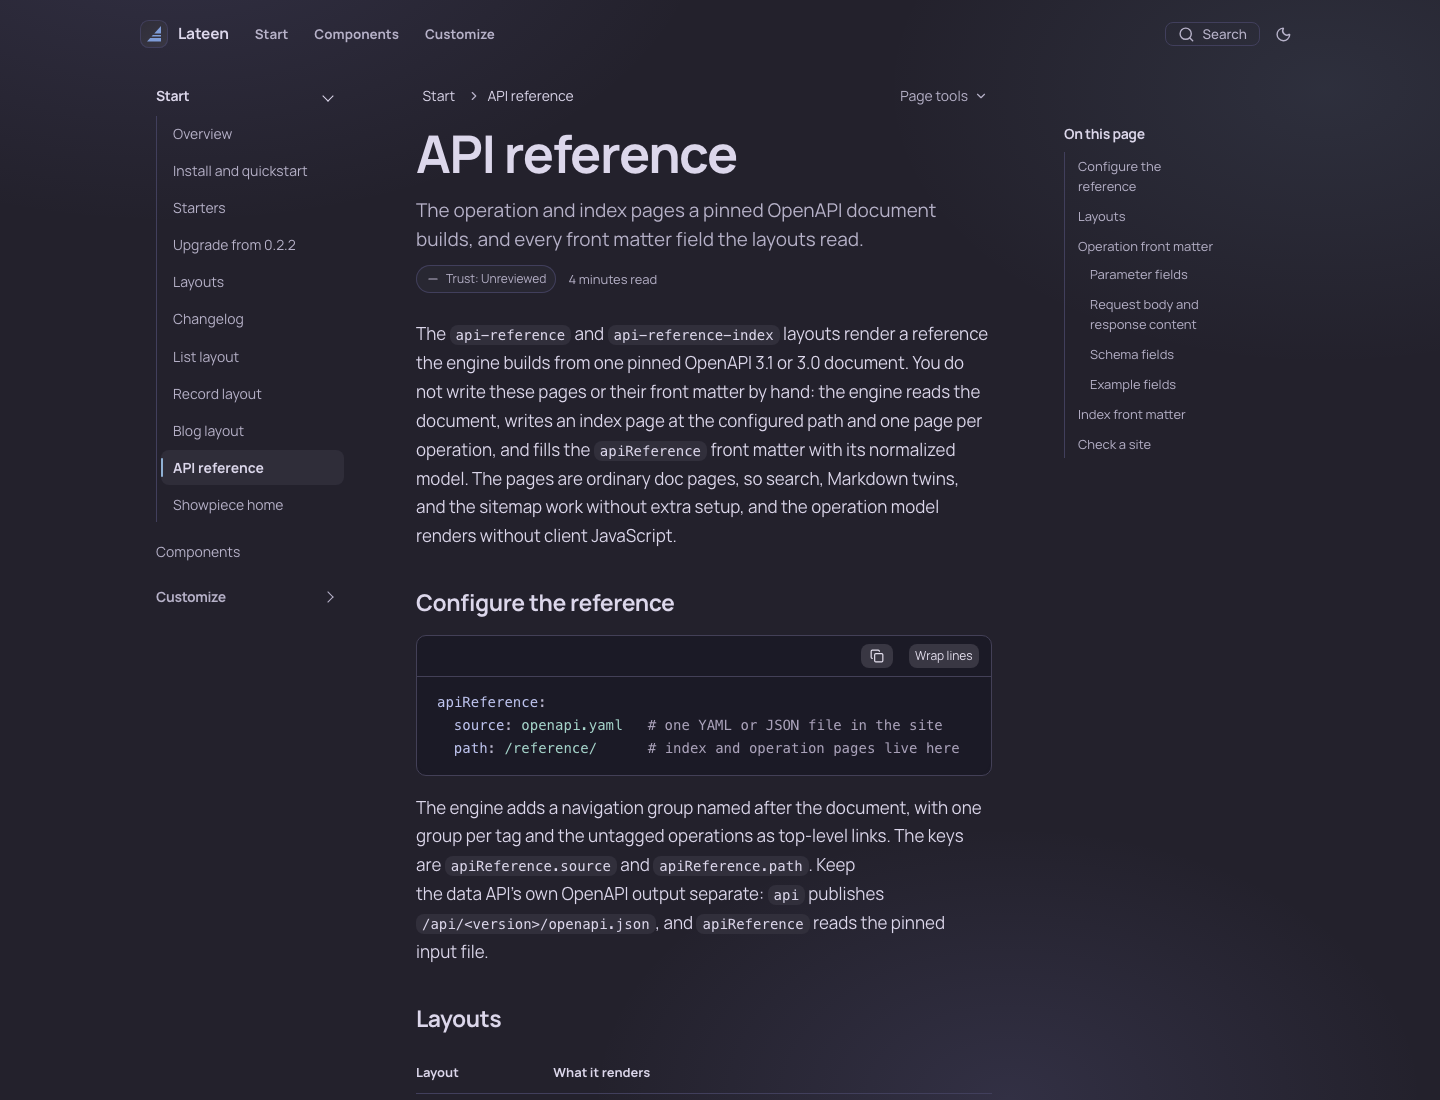 Lateen
Start
Components
Customize
Search
Start
Overview
Install and quickstart
Starters
Upgrade from 0.2.2
Layouts
Changelog
List layout
Record layout
Blog layout
API reference
Showpiece home
Components
Customize
Start
API reference
Page tools
API reference
The operation and index pages a pinned OpenAPI document
builds, and every front matter field the layouts read.
Trust: Unreviewed
4 minutes read
The api-reference and api-reference-index layouts render a reference
the engine builds from one pinned OpenAPI 3.1 or 3.0 document. You do
not write these pages or their front matter by hand: the engine reads the
document, writes an index page at the configured path and one page per
operation, and fills the apiReference front matter with its normalized
model. The pages are ordinary doc pages, so search, Markdown twins,
and the sitemap work without extra setup, and the operation model
renders without client JavaScript.
Configure the reference
Wrap lines
apiReference:
  source: openapi.yaml   # one YAML or JSON file in the site
  path: /reference/      # index and operation pages live here
The engine adds a navigation group named after the document, with one
group per tag and the untagged operations as top-level links. The keys
are apiReference.source and apiReference.path. Keep
the data API’s own OpenAPI output separate: api publishes
/api/<version>/openapi.json, and apiReference reads the pinned
input file.
Layouts
Layout
What it renders
On this page
Configure the
reference
Layouts
Operation front matter
Parameter fields
Request body and
response content
Schema fields
Example fields
Index front matter
Check a site